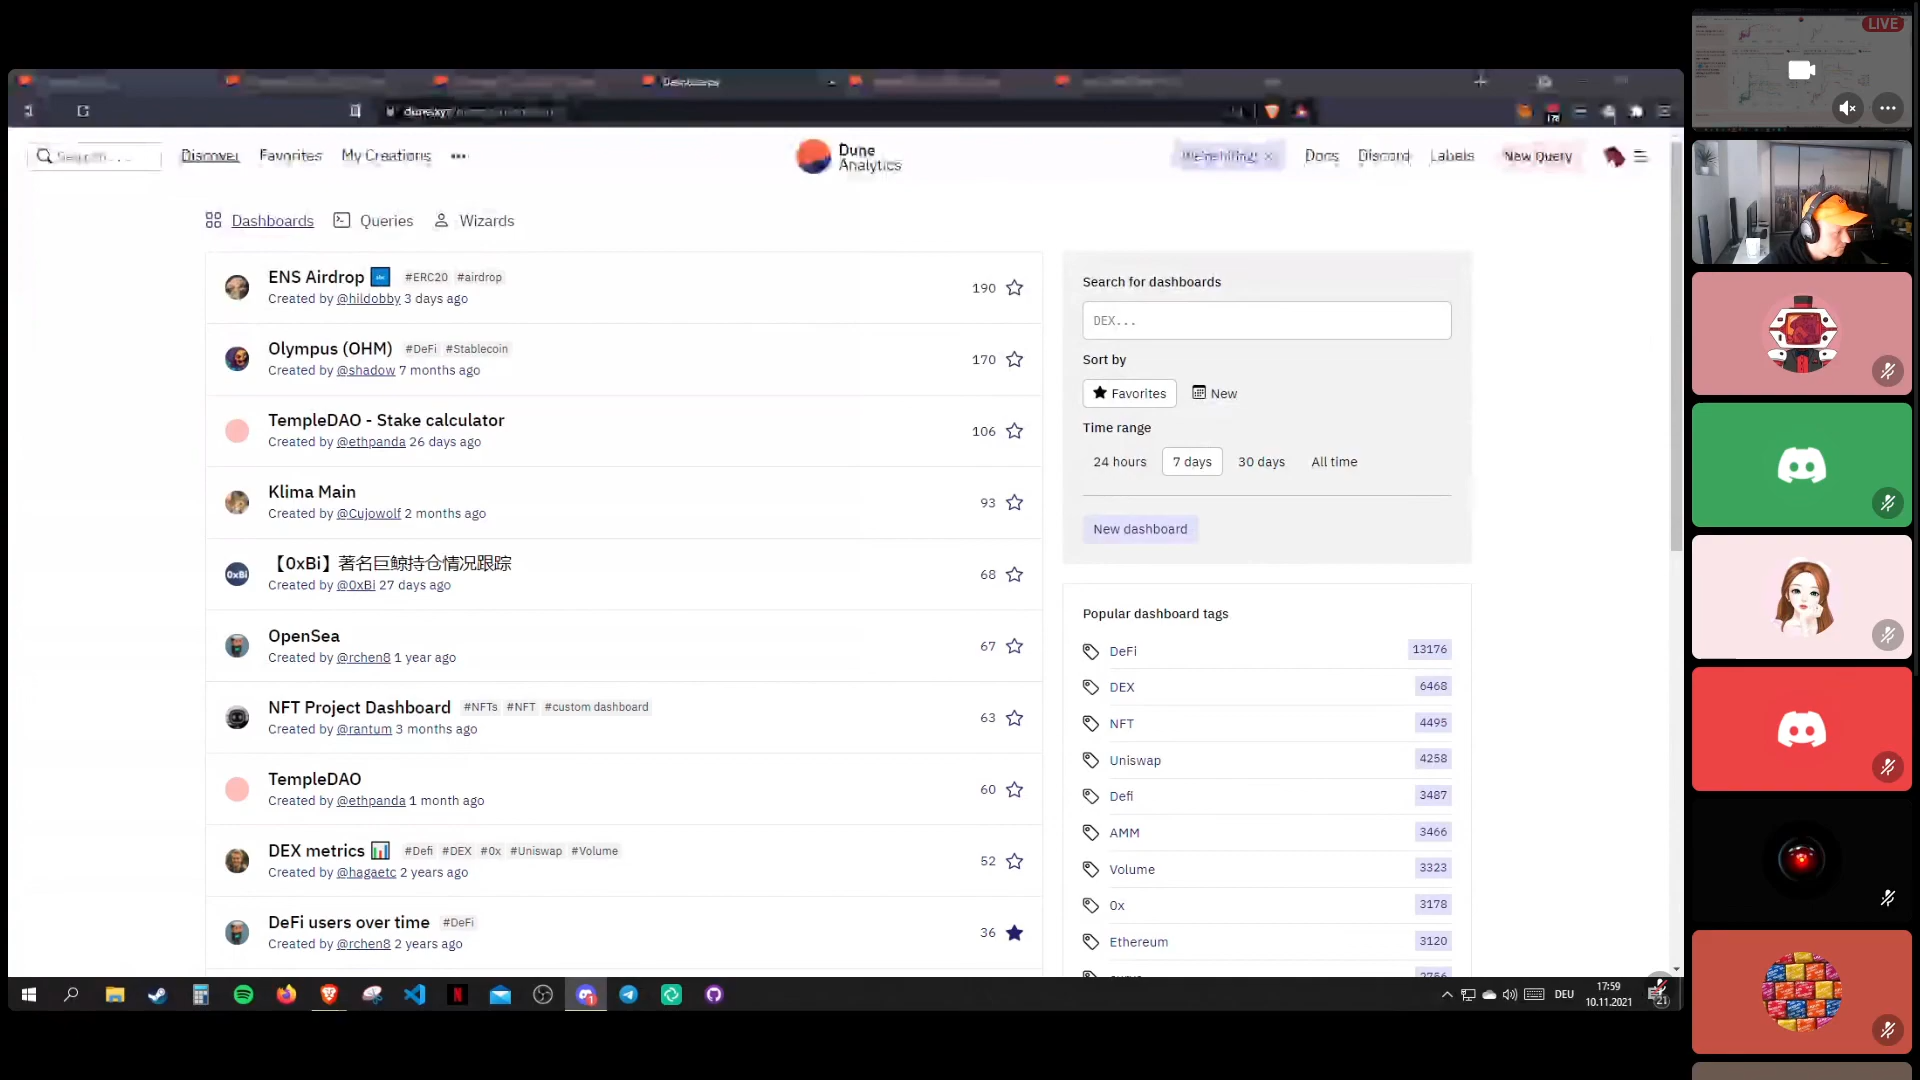 LIVE
Discover
Favorites
My Creations
Dune
Analytics
We're hiring!
Docs
Discord
Labels
New Query
Dashboards
Queries
Wizards
ENS Airdrop #ERC20 #airdrop
Created by @hildobby 3 days ago
190
Olympus (OHM) #DeFi #Stablecoin
Created by @shadow 7 months ago
170
TempleDAO - Stake calculator
Created by @ethpanda 26 days ago
106
Klima Main
Created by @Cujowolf 2 months ago
93
0xBi
【0xBi】著名巨鲸持仓情况跟踪
Created by @0xBi 27 days ago
68
OpenSea
Created by @rchen8 1 year ago
67
NFT Project Dashboard #NFTs #NFT #custom dashboard
Created by @rantum 3 months ago
63
TempleDAO
Created by @ethpanda 1 month ago
60
DEX metrics #Defi #DEX #0x #Uniswap #Volume
Created by @hagaetc 2 years ago
52
DeFi users over time #DeFi
Created by @rchen8 2 years ago
36
Search for dashboards
DEX...
Sort by
Favorites
New
Time range
24 hours
7 days
30 days
All time
New dashboard
Popular dashboard tags
DeFi 13176
DEX 6468
NFT 4495
Uniswap 4258
Defi 3487
AMM 3466
Volume 3323
0x 3178
Ethereum 3120
DEU
17:59
10.11.2021
21